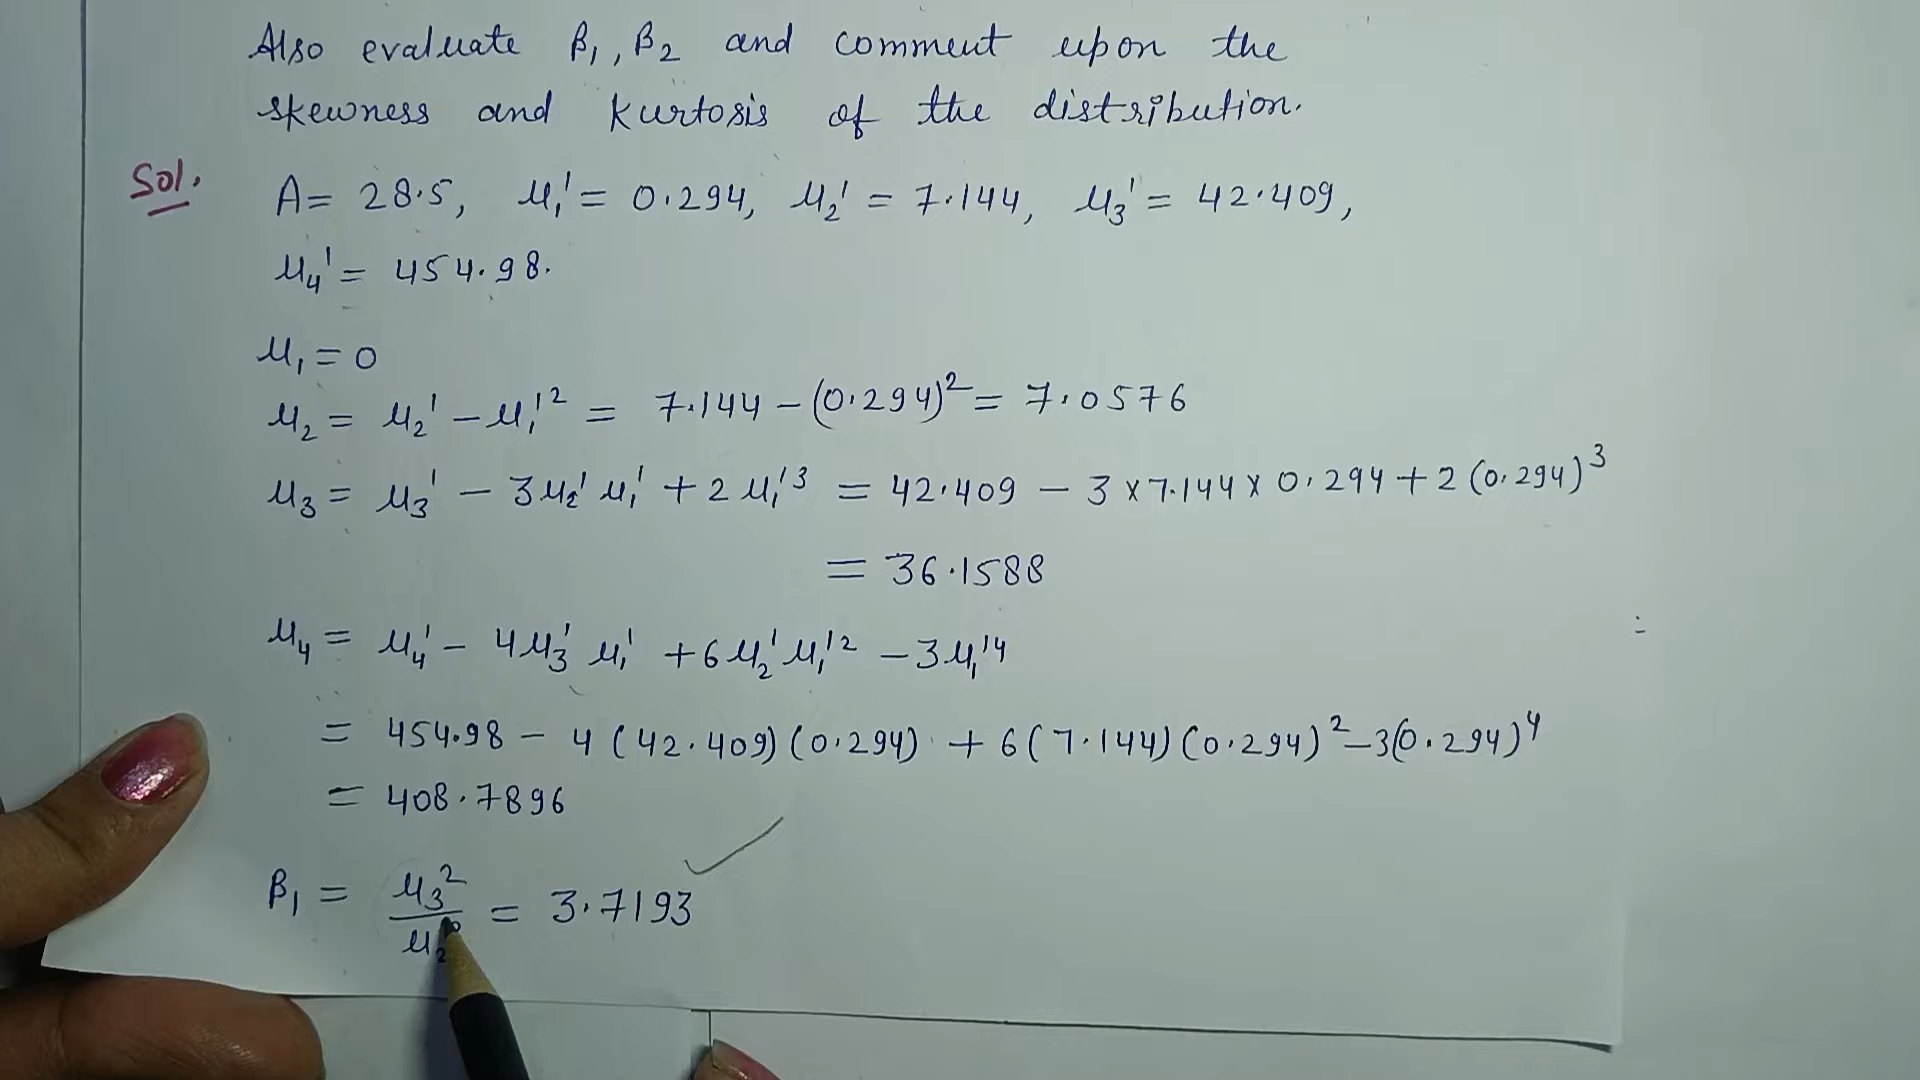 Also evaluate β₁, β₂ and comment upon the
skewness and kurtosis of the distribution.
Sol. A = 28.5, μ₁' = 0.294, μ₂' = 7.144, μ₃' = 42.409,
μ₄' = 454.98.
μ₁ = 0
μ₂ = μ₂' - μ₁'² = 7.144 - (0.294)² = 7.0576
μ₃ = μ₃' - 3μ₂'μ₁' + 2μ₁'³ = 42.409 - 3 × 7.144 × 0.294 + 2(0.294)³
= 36.1588
μ₄ = μ₄' - 4μ₃'μ₁' + 6μ₂'μ₁'² - 3μ₁'⁴
= 454.98 - 4(42.409)(0.294) + 6(7.144)(0.294)² - 3(0.294)⁴
= 408.7896
β₁ = μ₃²/μ₂ = 3.7193